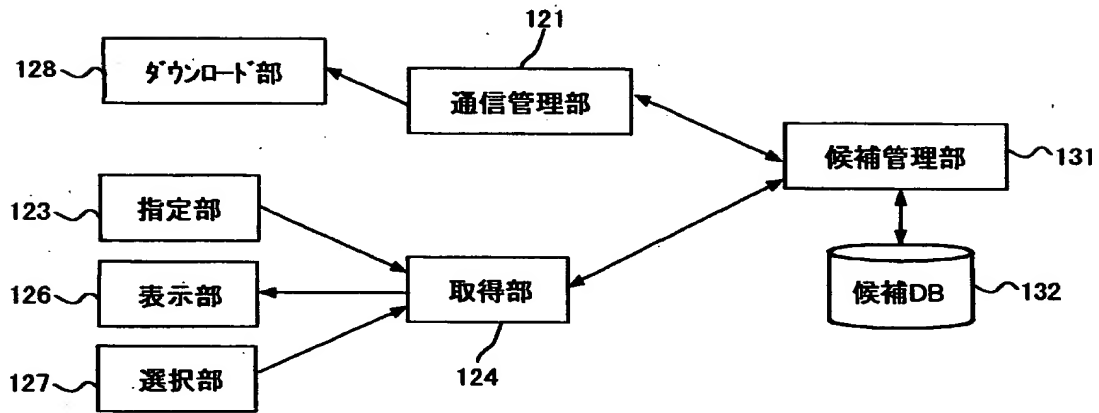 121
128
ﾀﾞｳﾝﾛｰﾄﾞ部
通信管理部
候補管理部
131
123
指定部
126
表示部
取得部
候補DB
132
127
選択部
124